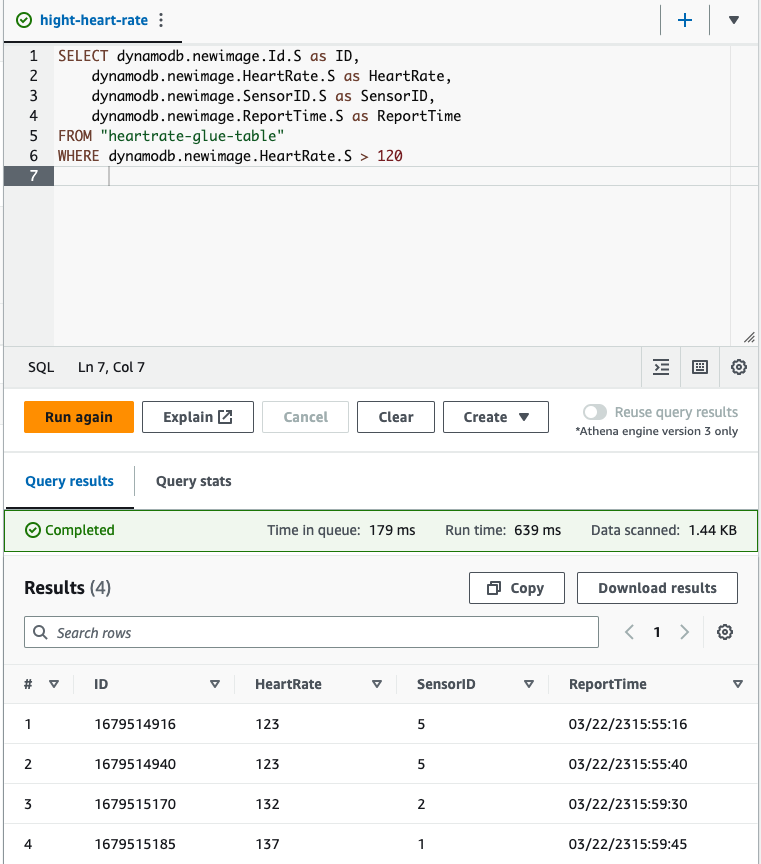 hight-heart-rate
1 SELECT dynamodb.newimage.Id.S as ID,
2 dynamodb.newimage.HeartRate.S as HeartRate,
3 dynamodb.newimage.SensorID.S as SensorID,
4 dynamodb.newimage.ReportTime.S as ReportTime
5 FROM "heartrate-glue-table"
6 WHERE dynamodb.newimage.HeartRate.S > 120
7
SQL Ln 7, Col 7
Run again Explain Cancel Clear Create Reuse query results
*Athena engine version 3 only
Query results Query stats
Completed Time in queue: 179 ms Run time: 639 ms Data scanned: 1.44 KB
Results (4) Copy Download results
Search rows 1
# ID HeartRate SensorID ReportTime
1 1679514916 123 5 03/22/2315:55:16
2 1679514940 123 5 03/22/2315:55:40
3 1679515170 132 2 03/22/2315:59:30
4 1679515185 137 1 03/22/2315:59:45